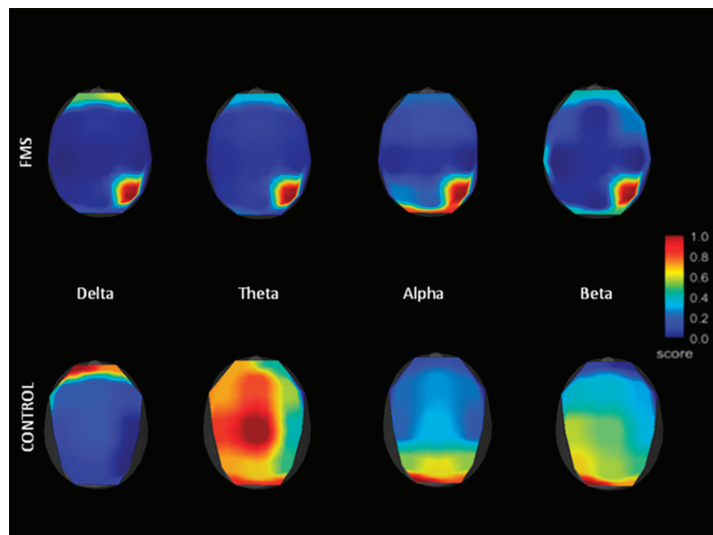 FMS
Delta
Theta
Alpha
Beta
1.0
0.8
0.6
0.4
0.2
0.0
score
CONTROL